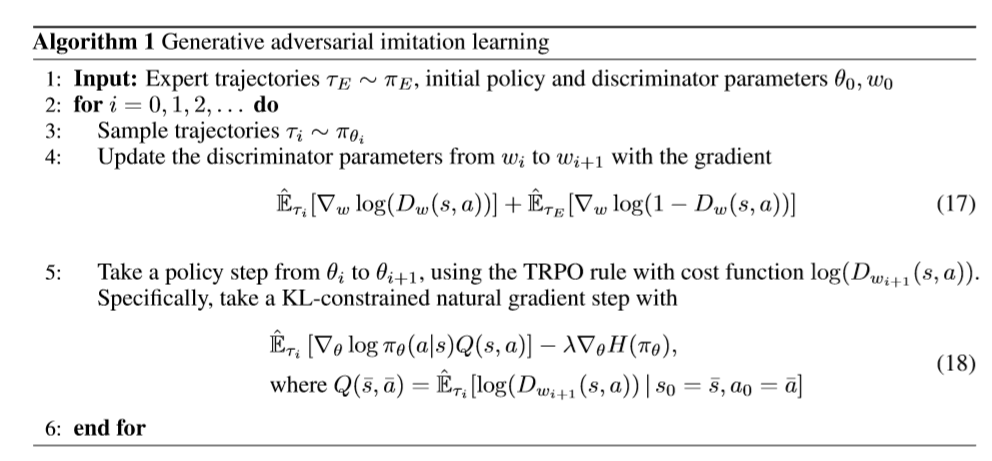 Algorithm 1 Generative adversarial imitation learning
1: Input: Expert trajectories τ_E ∼ π_E, initial policy and discriminator parameters θ_0, w_0
2: for i = 0, 1, 2, . . . do
3: Sample trajectories τ_i ∼ π_{θ_i}
4: Update the discriminator parameters from w_i to w_{i+1} with the gradient
Ê_{τ_i}[∇_w log(D_w(s, a))] + Ê_{τ_E}[∇_w log(1 − D_w(s, a))] (17)
5: Take a policy step from θ_i to θ_{i+1}, using the TRPO rule with cost function log(D_{w_{i+1}}(s, a)).
Specifically, take a KL-constrained natural gradient step with
Ê_{τ_i} [∇_θ log π_θ(a|s)Q(s, a)] − λ∇_θ H(π_θ),
(18)
where Q(s̄, ā) = Ê_{τ_i}[log(D_{w_{i+1}}(s, a)) | s_0 = s̄, a_0 = ā]
6: end for